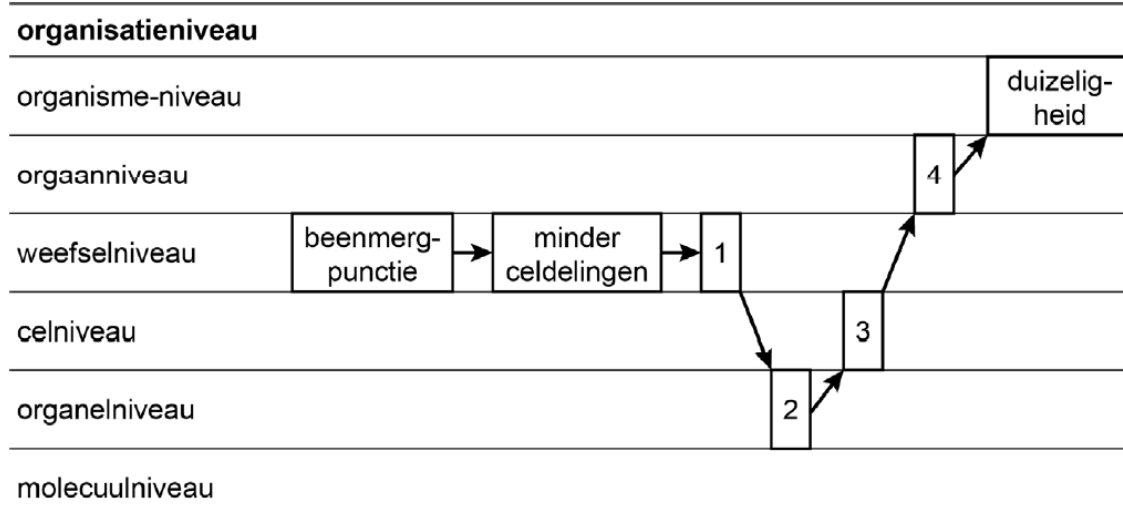 organisatieniveau
organisme-niveau
duizelig-
heid
orgaanniveau
4
weefselniveau
beenmerg-
punctie
minder
celdelingen
1
celniveau
3
organelniveau
2
molecuulniveau